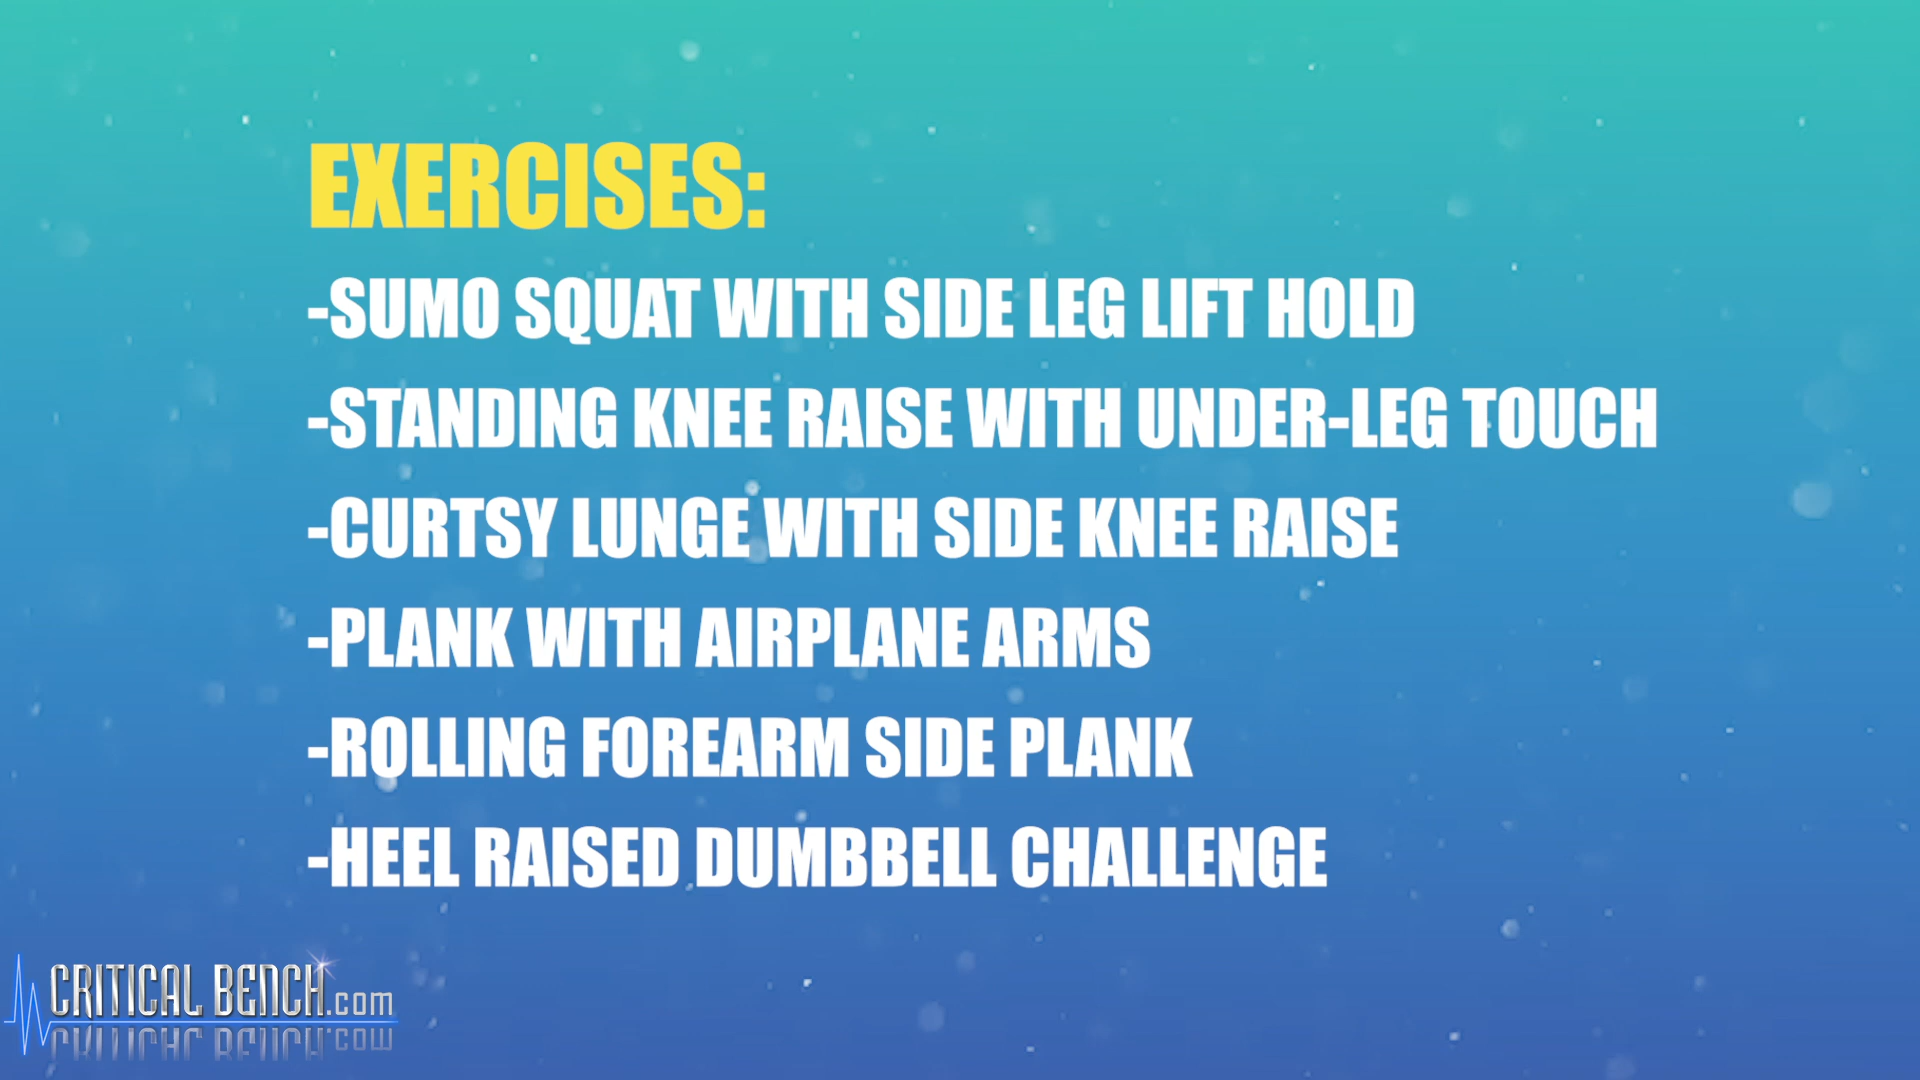 EXERCISES:
-SUMO SQUAT WITH SIDE LEG LIFT HOLD
-STANDING KNEE RAISE WITH UNDER-LEG TOUCH
-CURTSY LUNGE WITH SIDE KNEE RAISE
-PLANK WITH AIRPLANE ARMS
-ROLLING FOREARM SIDE PLANK
-HEEL RAISED DUMBBELL CHALLENGE
CRITICAL BENCH.com